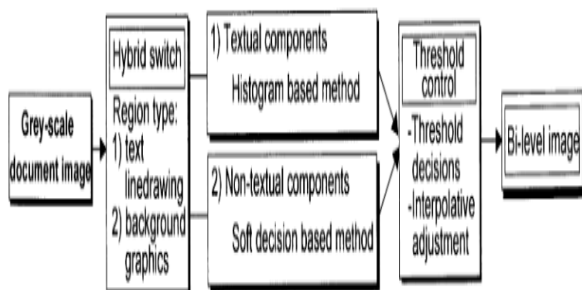 Grey-scale
document image
Hybrid switch
Region type:
1) text
linedrawing
2) background
graphics
1) Textual components
Histogram based method
2) Non-textual components
Soft decision based method
Threshold
control
-Threshold
decisions
-Interpolative
adjustment
Bi-level image